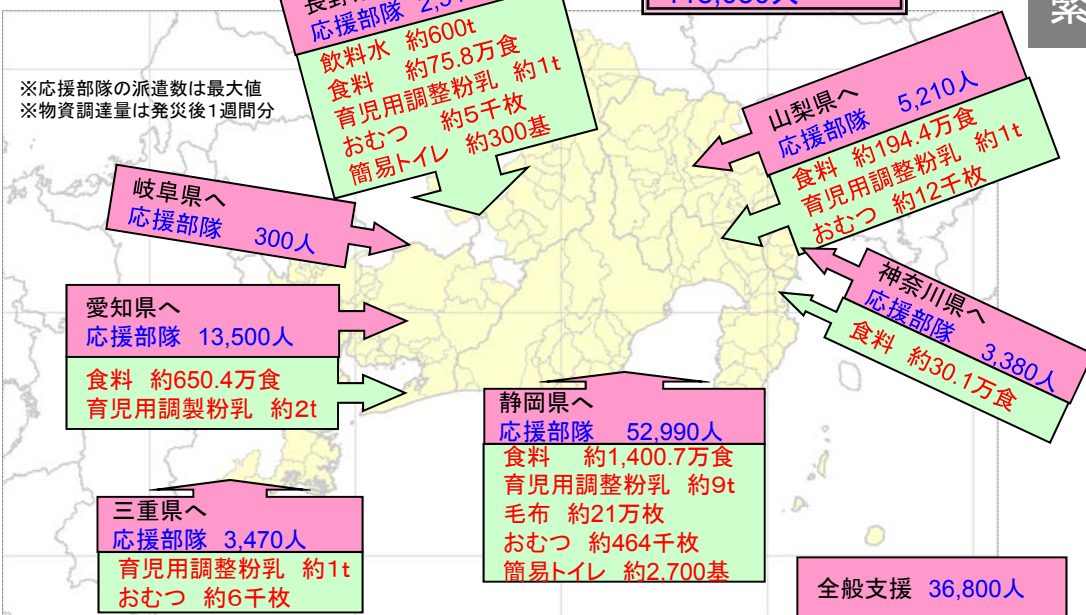 ※応援部隊の派遣数は最大値
※物資調達量は発災後1週間分
応援部隊
飲料水 約600t
食料 約75.8万食
育児用調整粉乳 約1t
おむつ 約5千枚
簡易トイレ 約300基
山梨県へ
応援部隊 5,210人
食料 約194.4万食
育児用調整粉乳 約1t
おむつ 約12千枚
岐阜県へ
応援部隊 300人
神奈川県へ
応援部隊 3,380人
食料 約30.1万食
愛知県へ
応援部隊 13,500人
食料 約650.4万食
育児用調製粉乳 約2t
静岡県へ
応援部隊 52,990人
食料 約1,400.7万食
育児用調整粉乳 約9t
毛布 約21万枚
おむつ 約464千枚
簡易トイレ 約2,700基
三重県へ
応援部隊 3,470人
育児用調整粉乳 約1t
おむつ 約6千枚
全般支援 36,800人